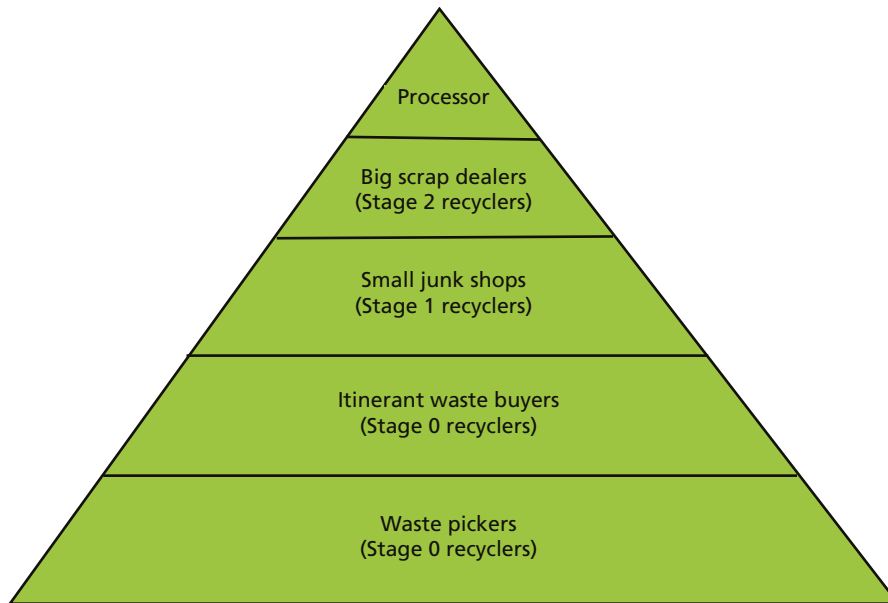 Processor
Big scrap dealers
(Stage 2 recyclers)
Small junk shops
(Stage 1 recyclers)
Itinerant waste buyers
(Stage 0 recyclers)
Waste pickers
(Stage 0 recyclers)